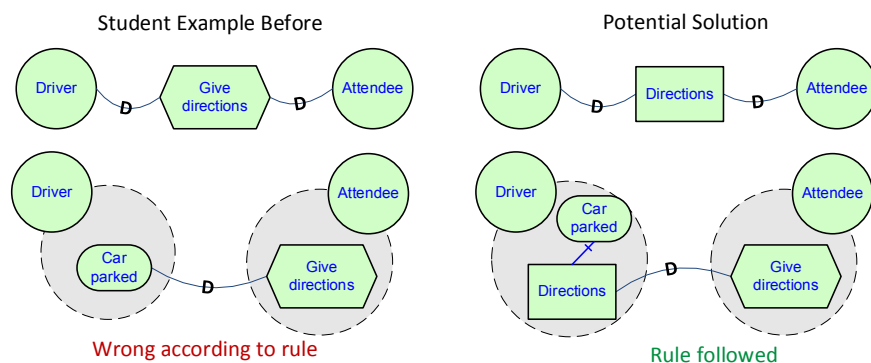 Student Example Before
Potential Solution
Driver
D
Give
directions
D
Attendee
Driver
D
Directions
D
Attendee
Driver
Attendee
Car
parked
D
Give
directions
Driver
Attendee
Car
parked
Directions
D
Give
directions
Wrong according to rule
Rule followed